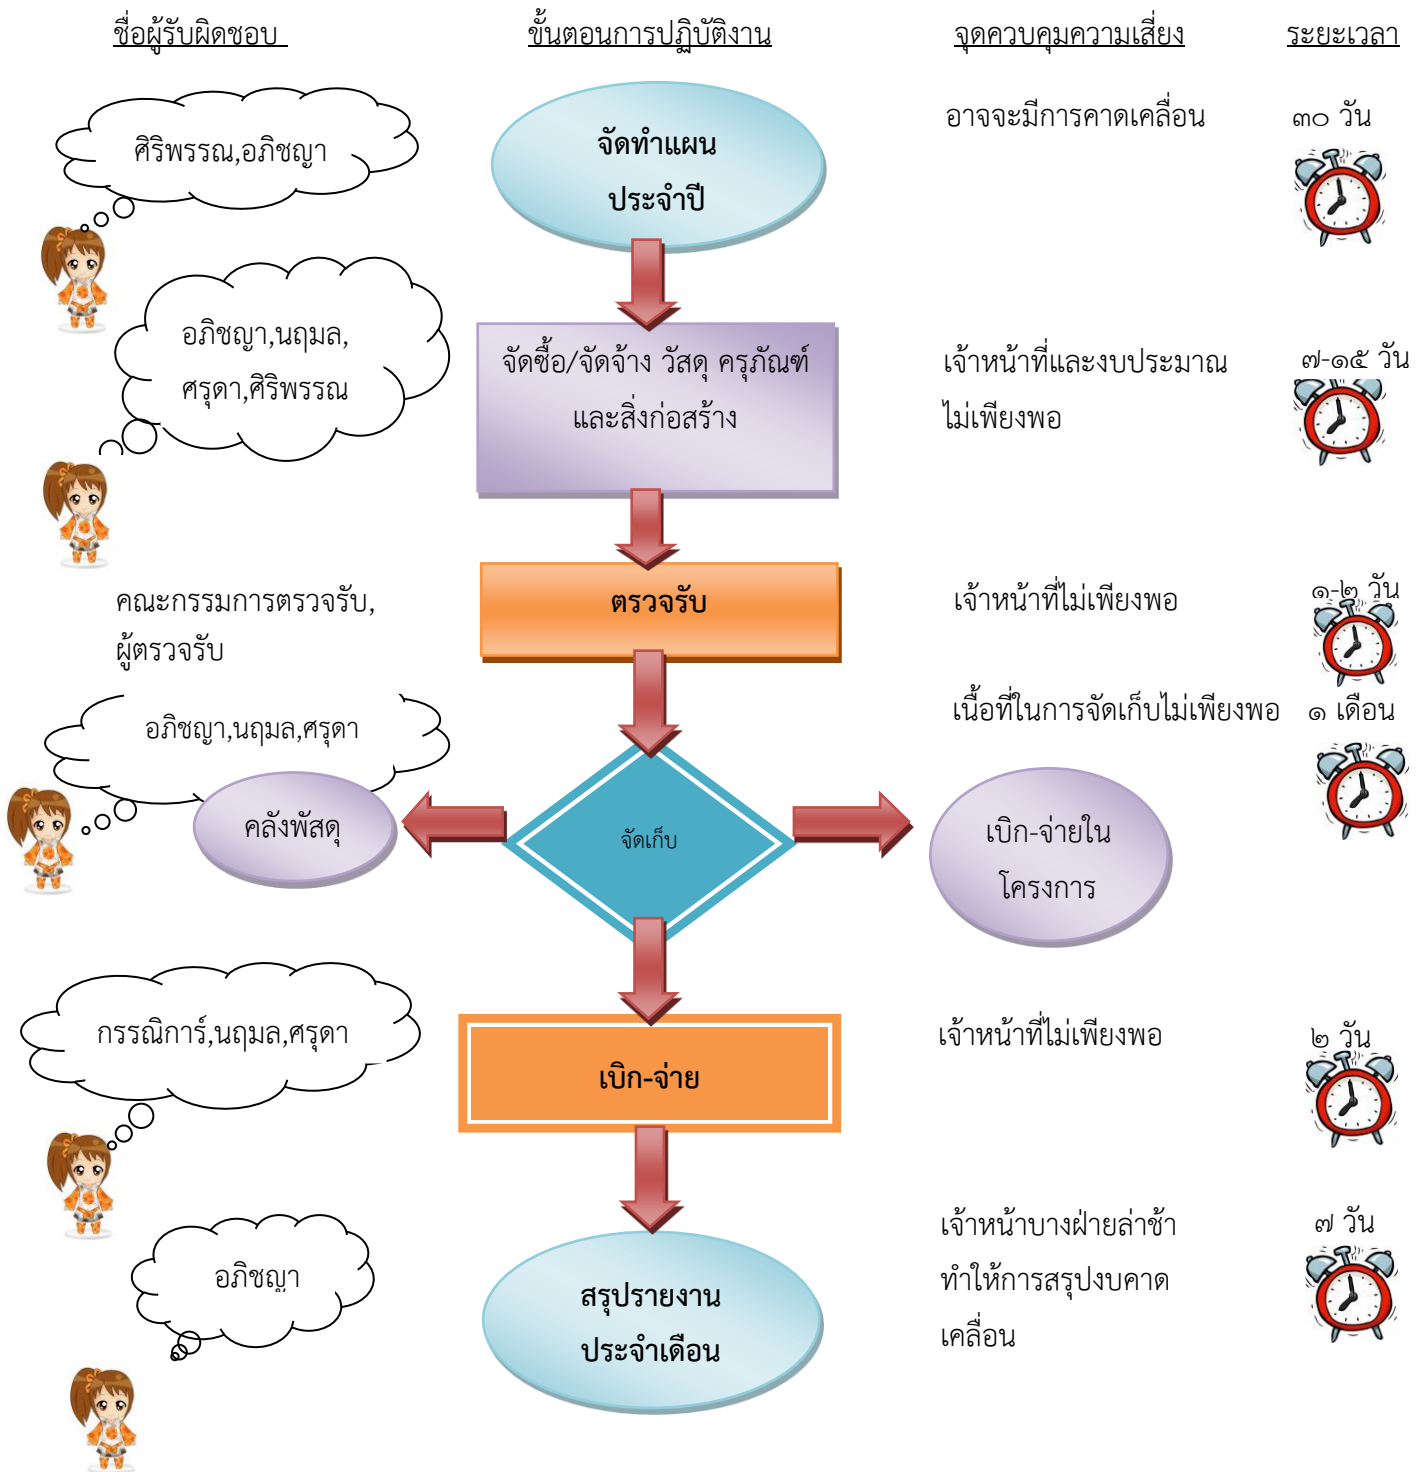 ชื่อผู้รับผิดชอบ
ขั้นตอนการปฏิบัติงาน
จุดควบคุมความเสี่ยง
ระยะเวลา
ศิริพรรณ,อภิชญา
จัดทำแผน
ประจำปี
อาจจะมีการคาดเคลื่อน
๓๐ วัน
อภิชญา,นฤมล,
ศรุดา,ศิริพรรณ
จัดซื้อ/จัดจ้าง วัสดุ ครุภัณฑ์
และสิ่งก่อสร้าง
เจ้าหน้าที่และงบประมาณ
ไม่เพียงพอ
๗-๑๕ วัน
คณะกรรมการตรวจรับ,
ผู้ตรวจรับ
ตรวจรับ
เจ้าหน้าที่ไม่เพียงพอ
๑-๒ วัน
อภิชญา,นฤมล,ศรุดา
เนื้อที่ในการจัดเก็บไม่เพียงพอ
๑ เดือน
คลังพัสดุ
จัดเก็บ
เบิก-จ่ายใน
โครงการ
กรรณิการ์,นฤมล,ศรุดา
เบิก-จ่าย
เจ้าหน้าที่ไม่เพียงพอ
๒ วัน
อภิชญา
สรุปรายงาน
ประจำเดือน
เจ้าหน้าบางฝ่ายล่าช้า
ทำให้การสรุปงบคาด
เคลื่อน
๗ วัน